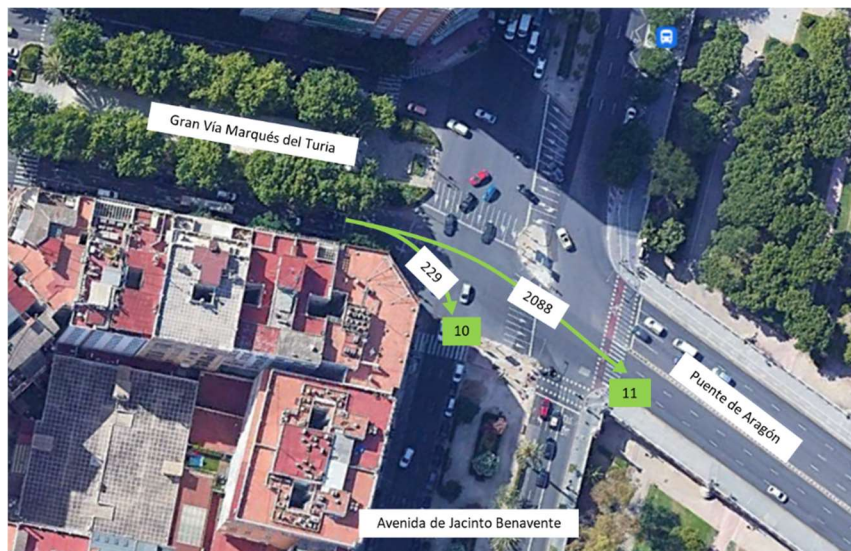 Gran Vía Marqués del Turia
229
2088
10
11
Puente de Aragón
Avenida de Jacinto Benavente